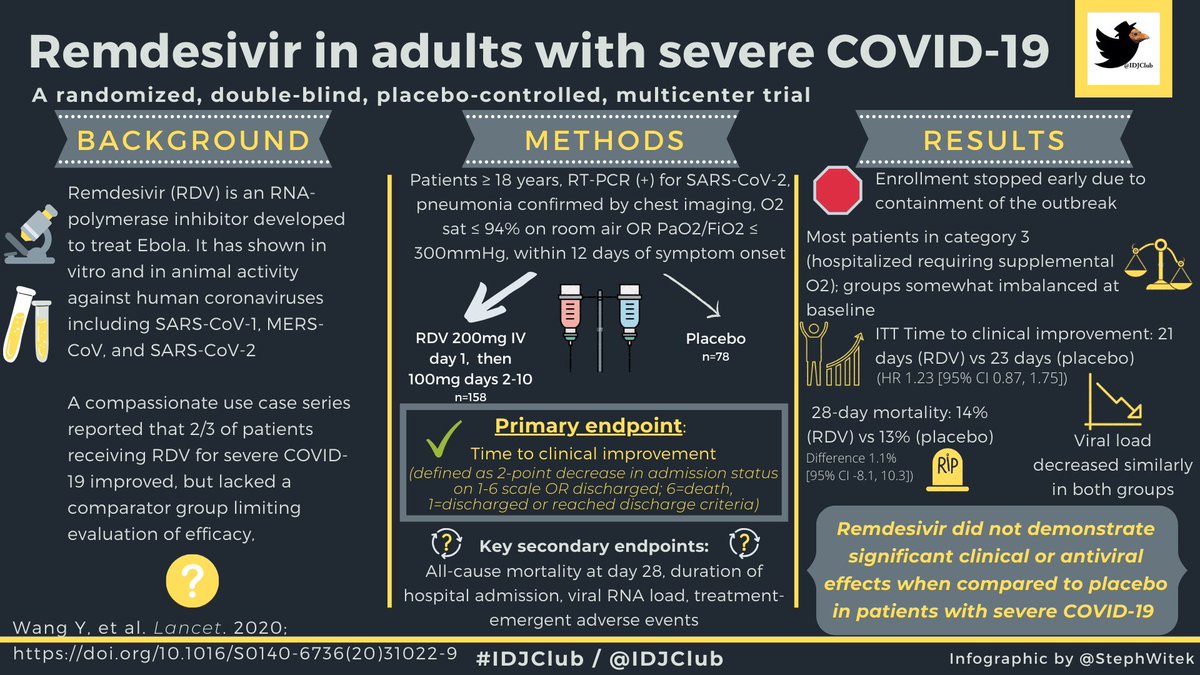 Remdesivir in adults with severe COVID-19
A randomized, double-blind, placebo-controlled, multicenter trial
@IDJClub
BACKGROUND
Remdesivir (RDV) is an RNA-
polymerase inhibitor developed
to treat Ebola. It has shown in
vitro and in animal activity
against human coronaviruses
including SARS-CoV-1, MERS-
CoV, and SARS-CoV-2
A compassionate use case series
reported that 2/3 of patients
receiving RDV for severe COVID-
19 improved, but lacked a
comparator group limiting
evaluation of efficacy,
?
Wang Y, et al. Lancet. 2020;
https://doi.org/10.1016/S0140-6736(20)31022-9
METHODS
Patients ≥ 18 years, RT-PCR (+) for SARS-CoV-2,
pneumonia confirmed by chest imaging, O2
sat ≤ 94% on room air OR PaO2/FiO2 ≤
300mmHg, within 12 days of symptom onset
RDV 200mg IV
day 1, then
100mg days 2-10
n=158
Placebo
n=78
Primary endpoint:
Time to clinical improvement
(defined as 2-point decrease in admission status
on 1-6 scale OR discharged; 6=death,
1=discharged or reached discharge criteria)
? Key secondary endpoints: ?
All-cause mortality at day 28, duration of
hospital admission, viral RNA load, treatment-
emergent adverse events
#IDJClub / @IDJClub
RESULTS
Enrollment stopped early due to
containment of the outbreak
Most patients in category 3
(hospitalized requiring supplemental
O2); groups somewhat imbalanced at
baseline
ITT Time to clinical improvement: 21
days (RDV) vs 23 days (placebo)
(HR 1.23 [95% CI 0.87, 1.75])
28-day mortality: 14%
(RDV) vs 13% (placebo)
Difference 1.1%
[95% CI -8.1, 10.3])
RIP
Viral load
decreased similarly
in both groups
Remdesivir did not demonstrate
significant clinical or antiviral
effects when compared to placebo
in patients with severe COVID-19
Infographic by @StephWitek